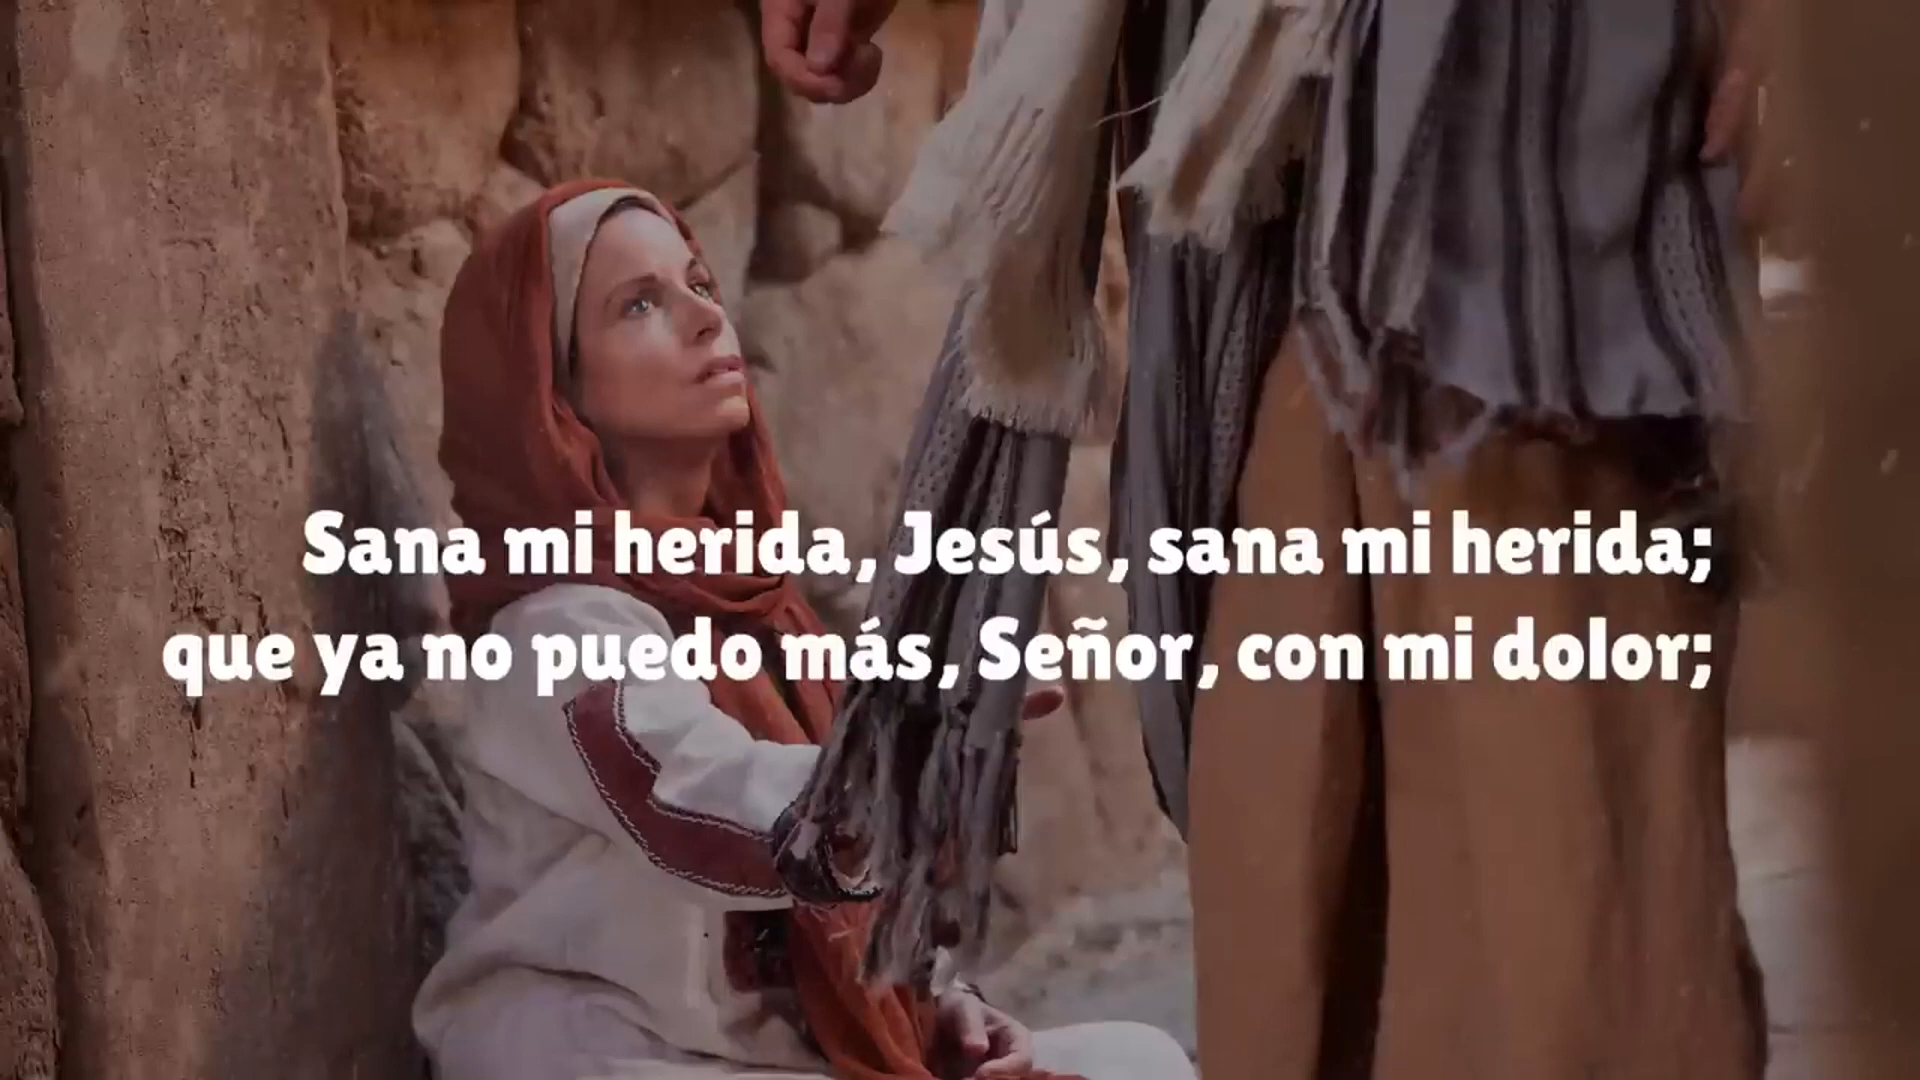 Sana mi herida, Jesús, sana mi herida;
que ya no puedo más, Señor, con mi dolor;